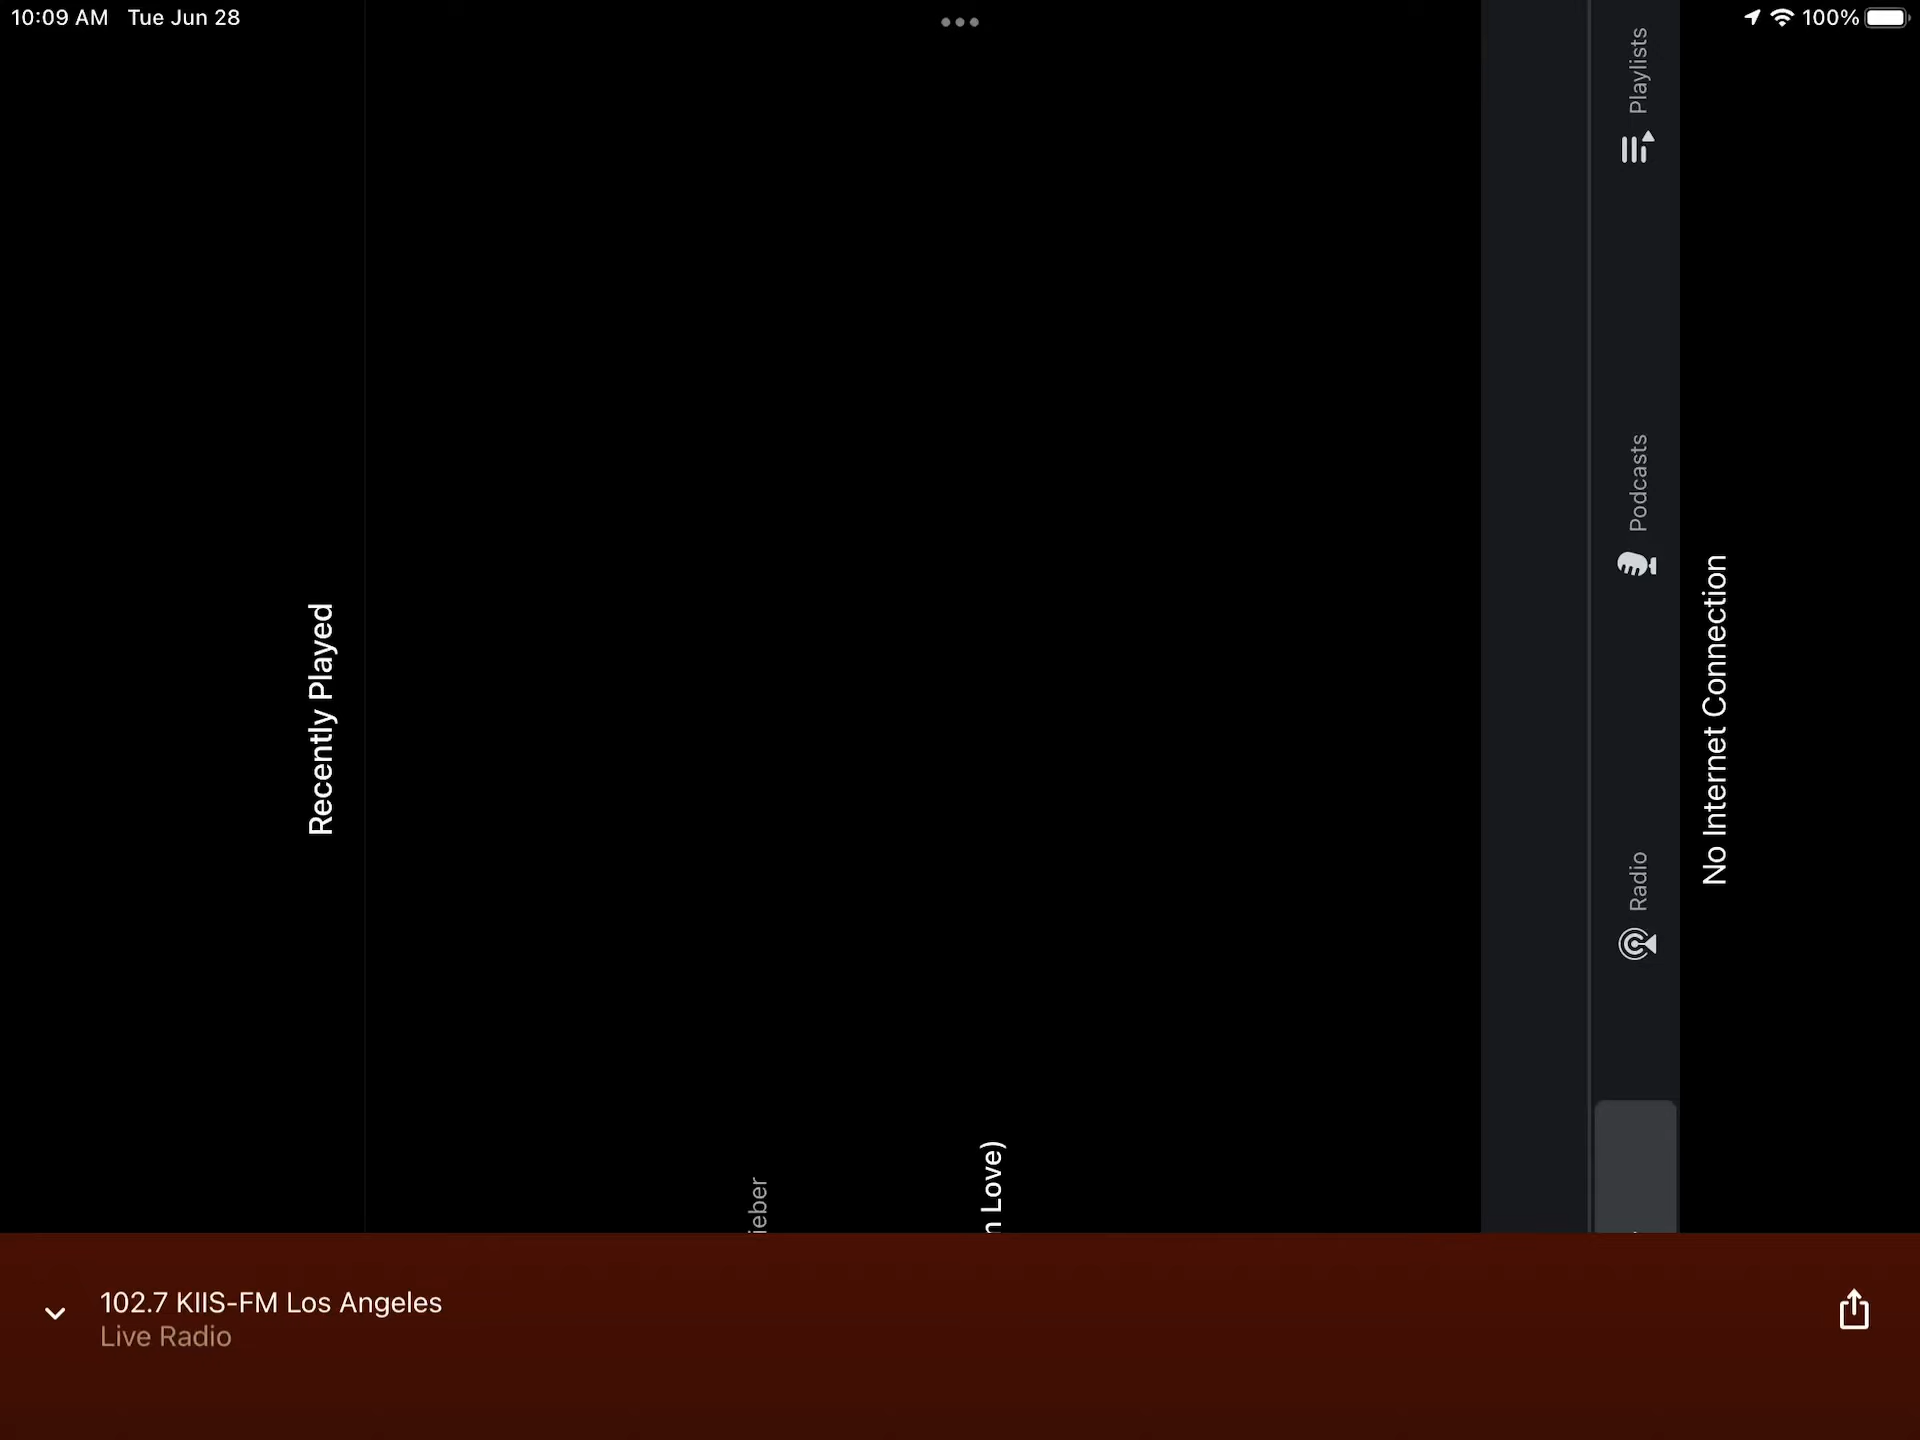 10:09 AM Tue Jun 28
100%
Recently Played
ieber
n Love)
Playlists
Podcasts
Radio
No Internet Connection
102.7 KIIS-FM Los Angeles
Live Radio